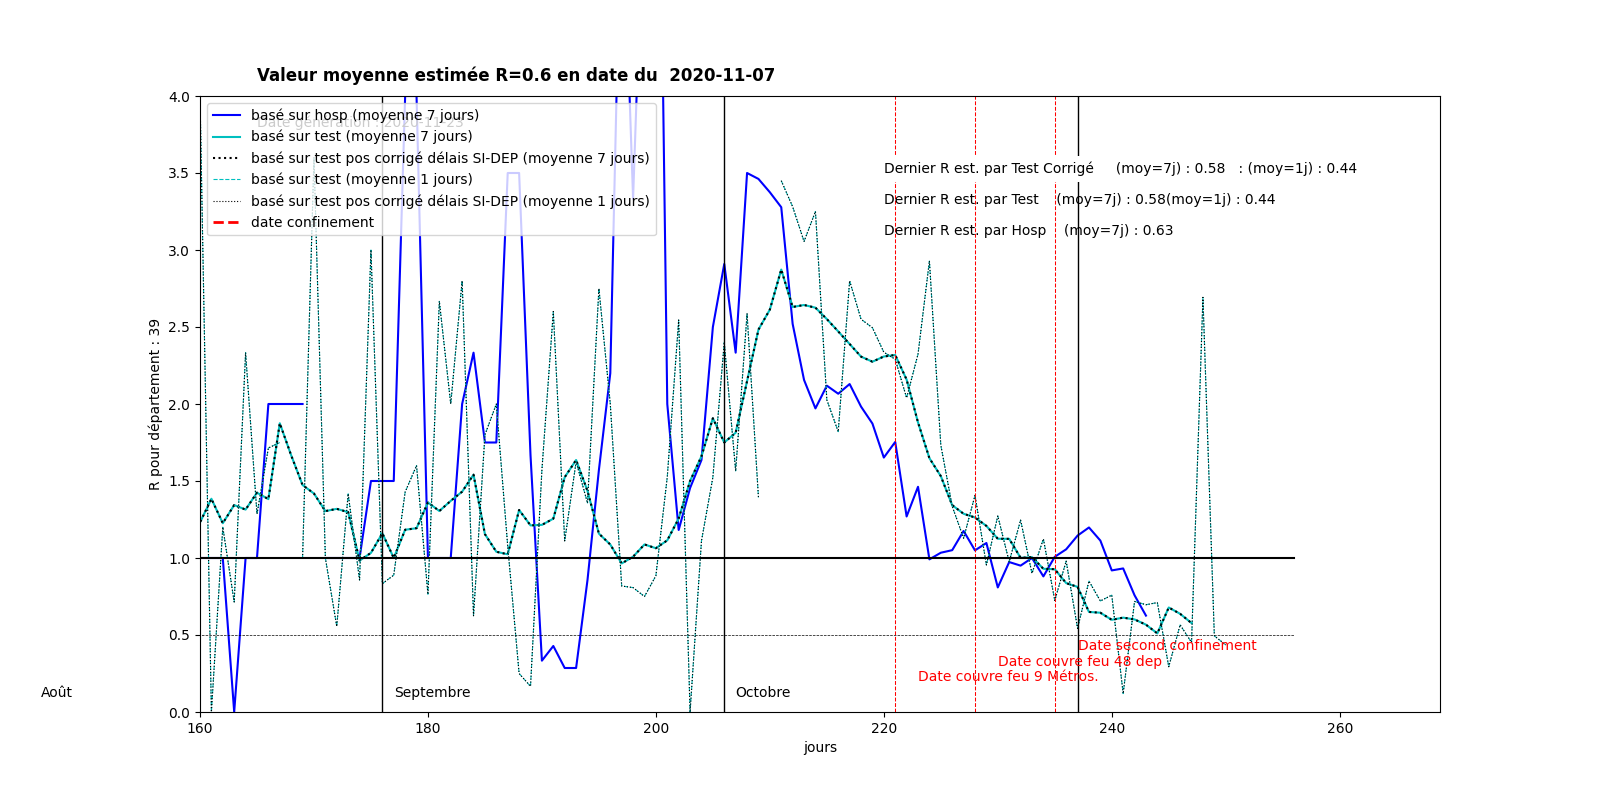 Valeur moyenne estimée R=0.6 en date du  2020-11-07
Date génération : 2020-11-23
basé sur hosp (moyenne 7 jours)
basé sur test (moyenne 7 jours)
basé sur test pos corrigé délais SI-DEP (moyenne 7 jours)
basé sur test (moyenne 1 jours)
basé sur test pos corrigé délais SI-DEP (moyenne 1 jours)
date confinement
Dernier R est. par Test Corrigé     (moy=7j) : 0.58   : (moy=1j) : 0.44
Dernier R est. par Test    (moy=7j) : 0.58(moy=1j) : 0.44
Dernier R est. par Hosp    (moy=7j) : 0.63
4.0
3.5
3.0
2.5
2.0
1.5
1.0
0.5
0.0
R pour département : 39
Date second confinement
Date couvre feu 48 dep
Date couvre feu 9 Métros.
Août
Septembre
Octobre
160
180
200
220
240
260
jours